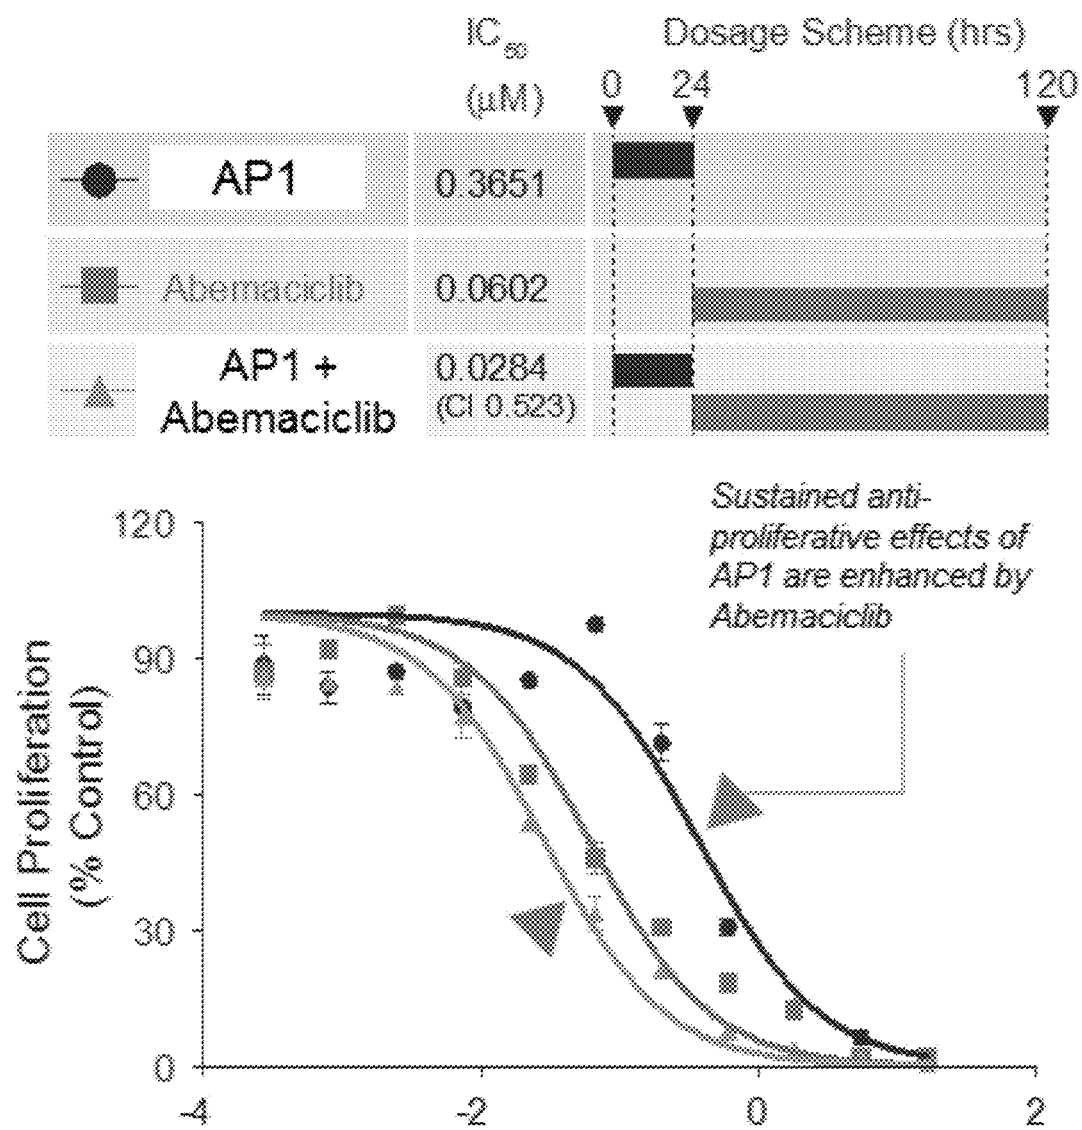 IC50 Dosage Scheme (hrs)
(μM) 0 24 120
AP1 0.3651
Abemaciclib 0.0602
AP1 + 0.0284
Abemaciclib (CI 0.523)
Sustained anti-
proliferative effects of
AP1 are enhanced by
Abemaciclib
Cell Proliferation
(% Control)
120
90
60
30
0
-4 -2 0 2